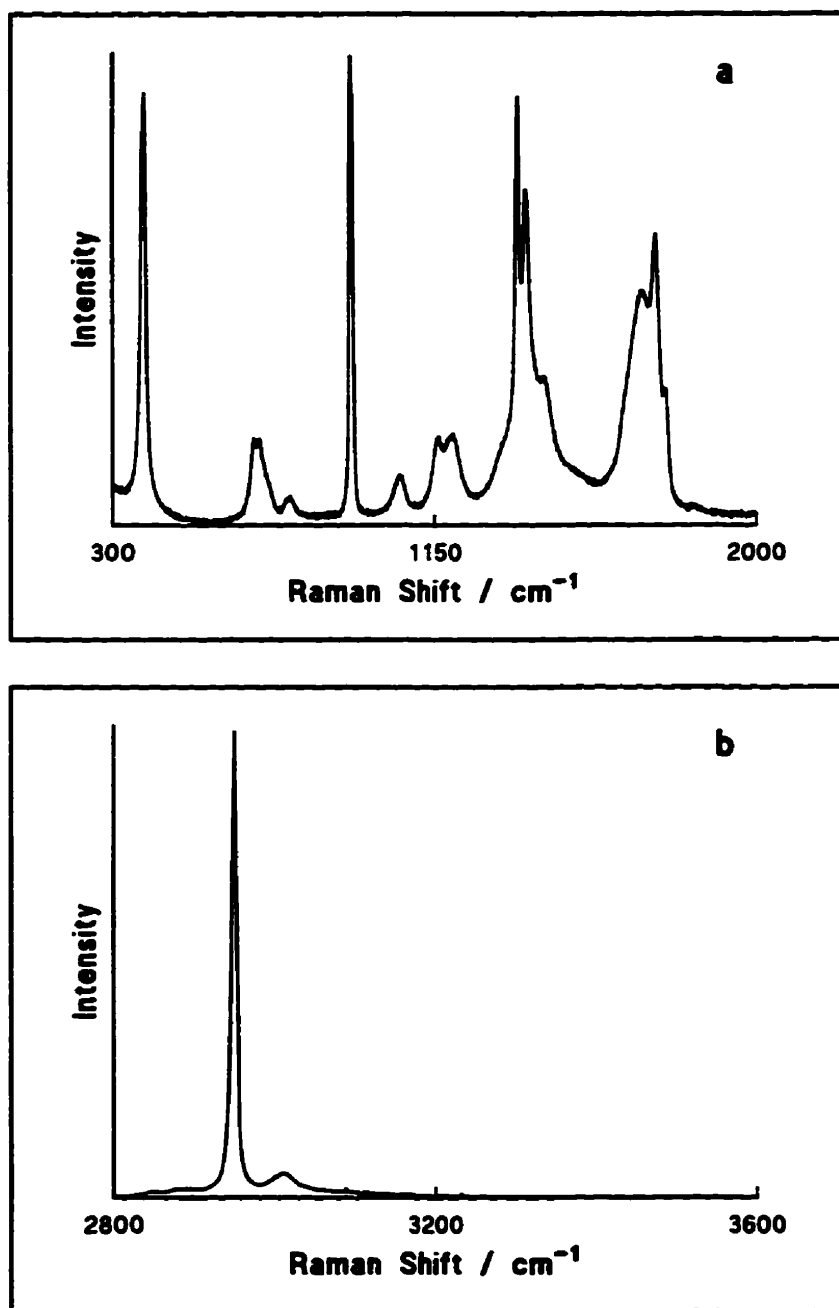 a
Intensity
300 1150 2000
Raman Shift / cm⁻¹
b
Intensity
2800 3200 3600
Raman Shift / cm⁻¹